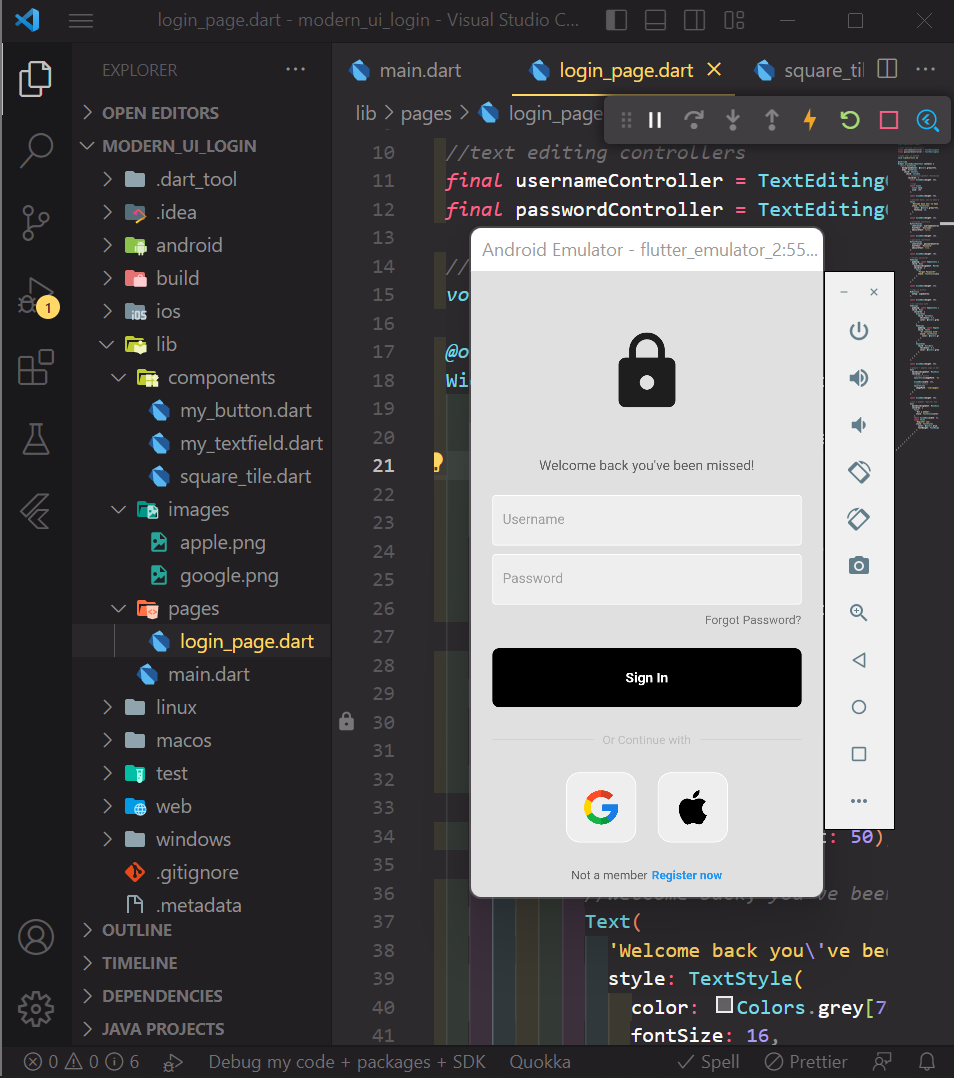 login_page.dart - modern_ui_login - Visual Studio C...
EXPLORER
OPEN EDITORS
MODERN_UI_LOGIN
.dart_tool
.idea
android
build
ios
lib
components
my_button.dart
my_textfield.dart
square_tile.dart
images
apple.png
google.png
pages
login_page.dart
main.dart
linux
macos
test
web
windows
.gitignore
.metadata
OUTLINE
TIMELINE
DEPENDENCIES
JAVA PROJECTS
1
main.dart
login_page.dart
square_til
lib > pages > login_page
10 //text editing controllers
11 final usernameController = TextEditing
12 final passwordController = TextEditing
13
14 //
15 vo
16
17 @o
18 Wi
19
20
21
22
23
24
25
26
27
28
29
30
31
32
33
34 : 50)
35
36 //welcome back, you've been
37 Text(
38 'Welcome back you\'ve be
39 style: TextStyle(
40 color: Colors.grey[7
41 fontSize: 16,
Android Emulator - flutter_emulator_2:55...
Welcome back you've been missed!
Username
Password
Forgot Password?
Sign In
Or Continue with
Not a member Register now
0 0 6 Debug my code + packages + SDK Quokka Spell Prettier